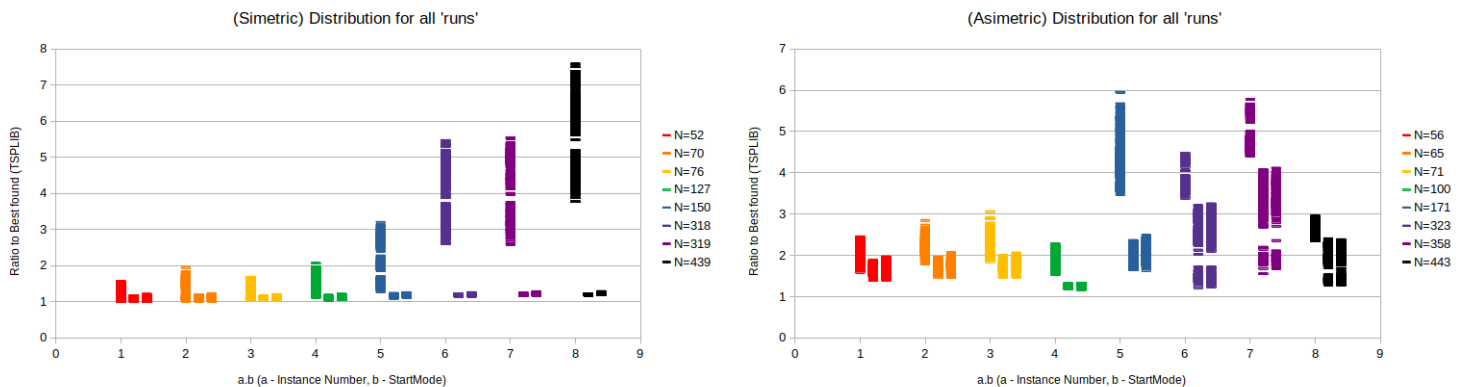 (Simetric) Distribution for all 'runs'
8
7
6
5
4
3
2
1
0
0 1 2 3 4 5 6 7 8 9
Ratio to Best found (TSPLIB)
a.b (a - Instance Number, b - StartMode)
N=52
N=70
N=76
N=127
N=150
N=318
N=319
N=439
(Asimetric) Distribution for all 'runs'
7
6
5
4
3
2
1
0
0 1 2 3 4 5 6 7 8 9
Ratio to Best found (TSPLIB)
a.b (a - Instance Number, b - StartMode)
N=56
N=65
N=71
N=100
N=171
N=323
N=358
N=443